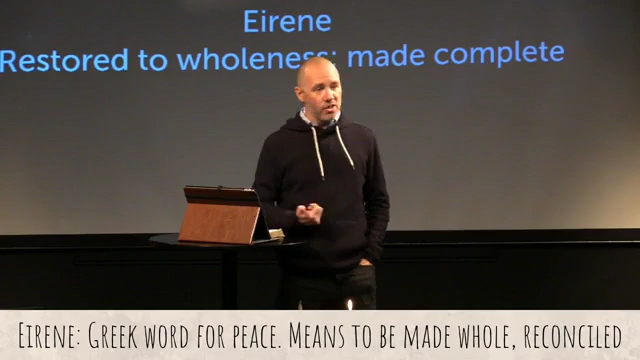 Eirene
Restored to wholeness; made complete
Eirene: Greek word for peace. Means to be made whole, reconciled